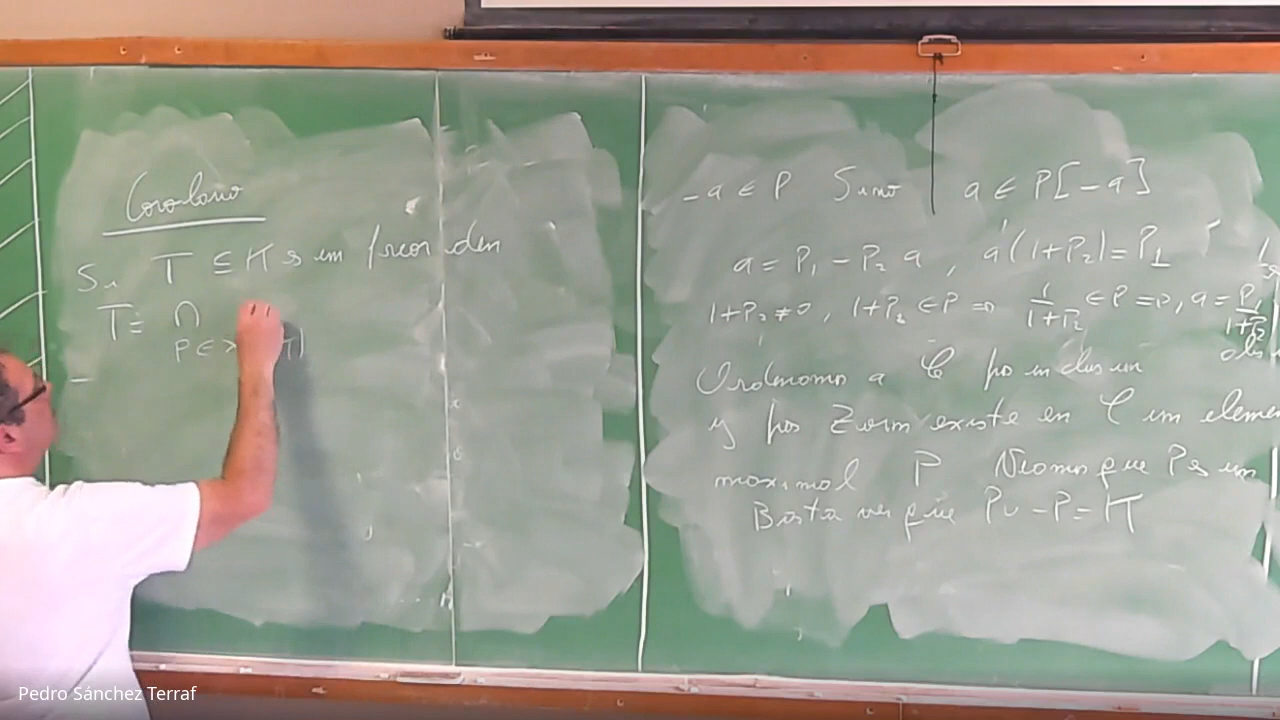 Corolario
Si T ⊆ K es un preorden
T = ∩
P ∈ X
-a ∈ P Sino a ∈ P[-a]
a = P₁ - P₂ a, a(1+P₂) = P₁
1+P₂ ≠ 0, 1+P₂ ∈ P ⇒ 1/(1+P₂) ∈ P ⇒, a = P₁/(1+P₂)
Ordenamos a C por inclusion
y por Zorn existe en C un eleme
maximal P Veamos que P es un
Basta ver que P ∪ -P = K
Pedro Sánchez Terraf